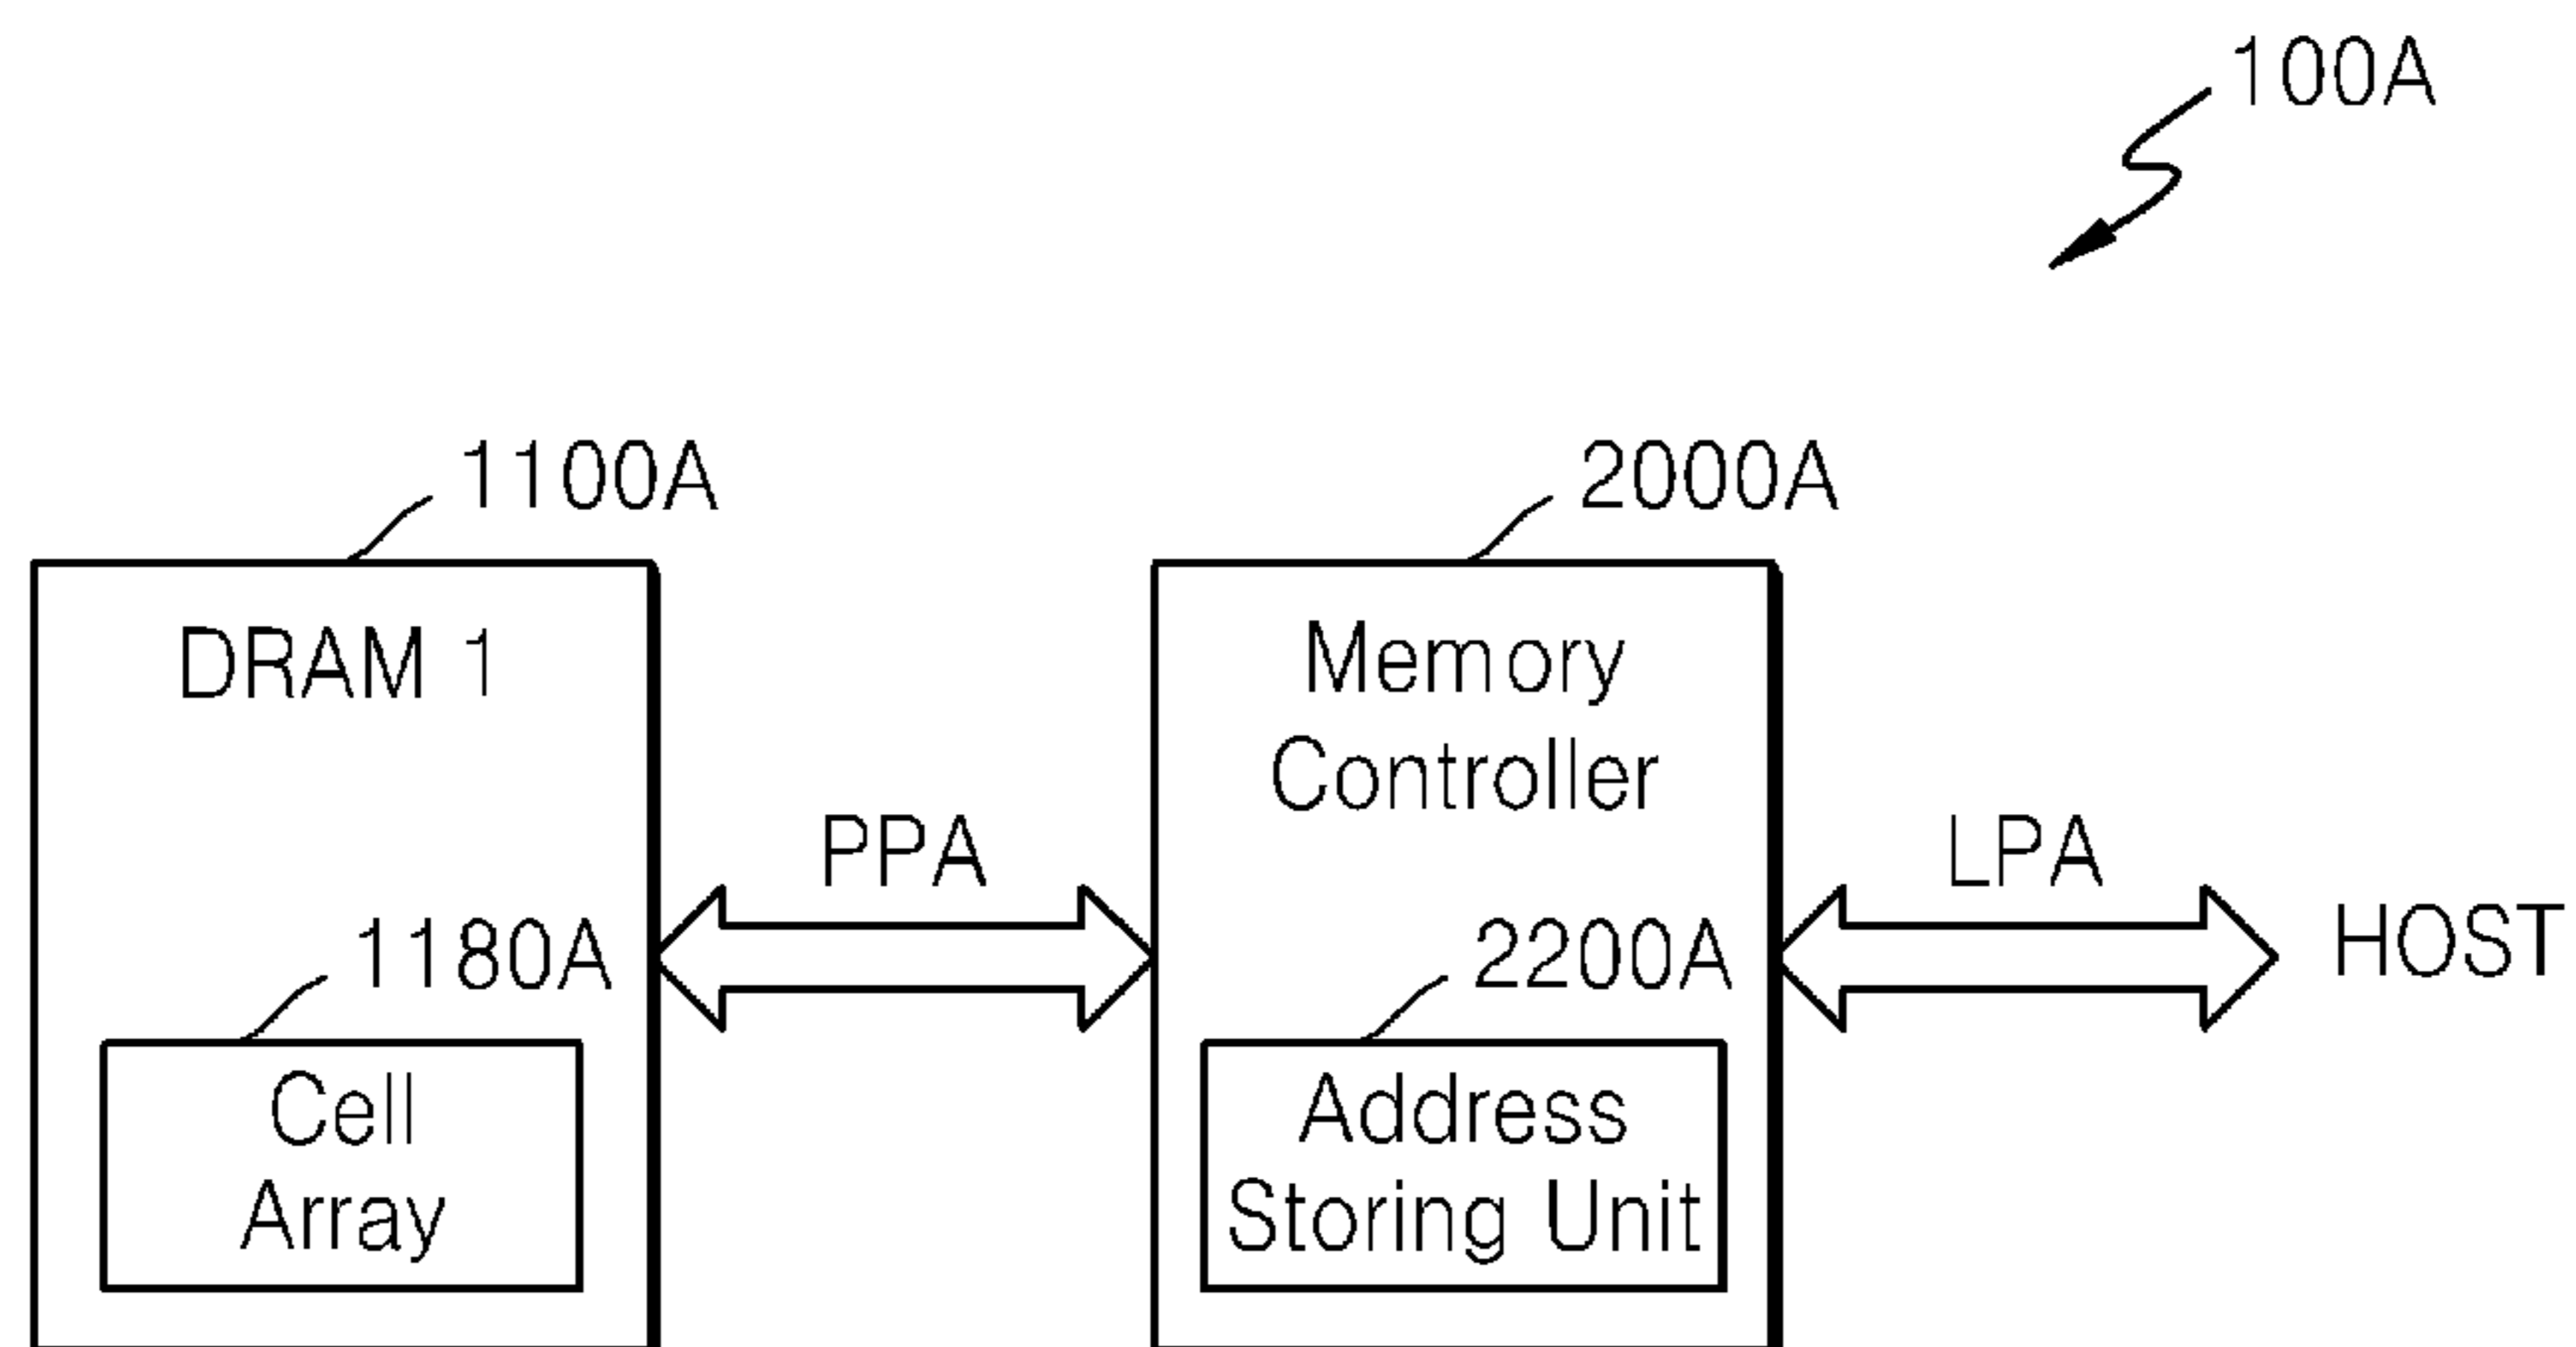 100A
1100A
2000A
DRAM 1
Memory
Controller
PPA
LPA
1180A
2200A
HOST
Cell
Array
Address
Storing Unit